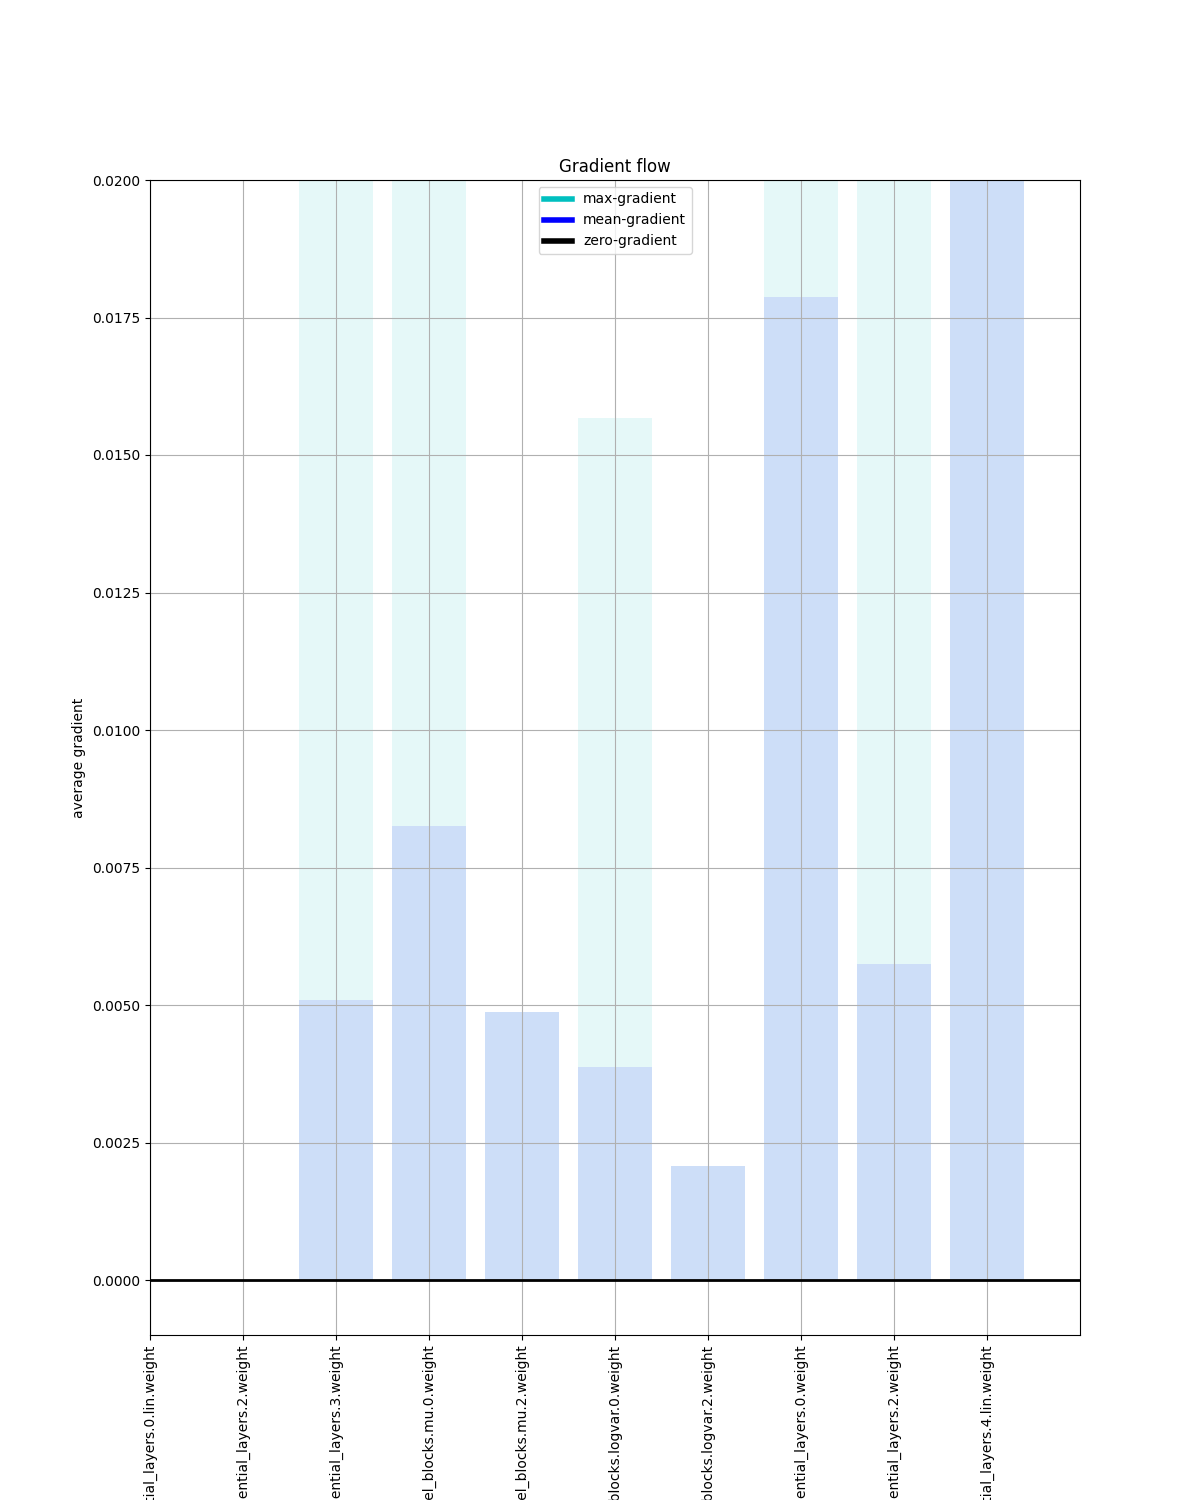 Gradient flow
max-gradient
mean-gradient
zero-gradient
0.0200
0.0175
0.0150
0.0125
0.0100
0.0075
0.0050
0.0025
0.0000
average gradient
tial_layers.0.lin.weight
ential_layers.2.weight
ential_layers.3.weight
el_blocks.mu.0.weight
el_blocks.mu.2.weight
blocks.logvar.0.weight
blocks.logvar.2.weight
ential_layers.0.weight
ential_layers.2.weight
tial_layers.4.lin.weight